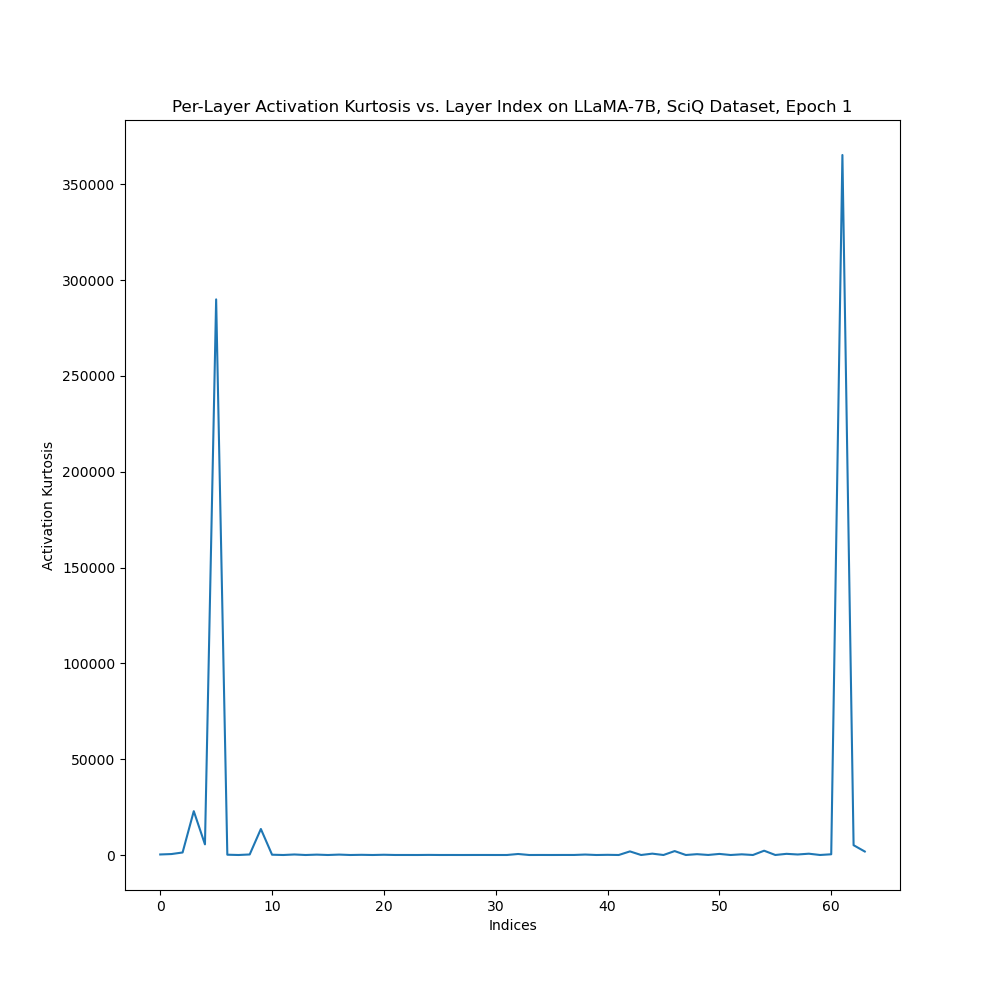 Per-Layer Activation Kurtosis vs. Layer Index on LLaMA-7B, SciQ Dataset, Epoch 1
350000
300000
250000
200000
150000
100000
50000
0
Activation Kurtosis
0 10 20 30 40 50 60
Indices